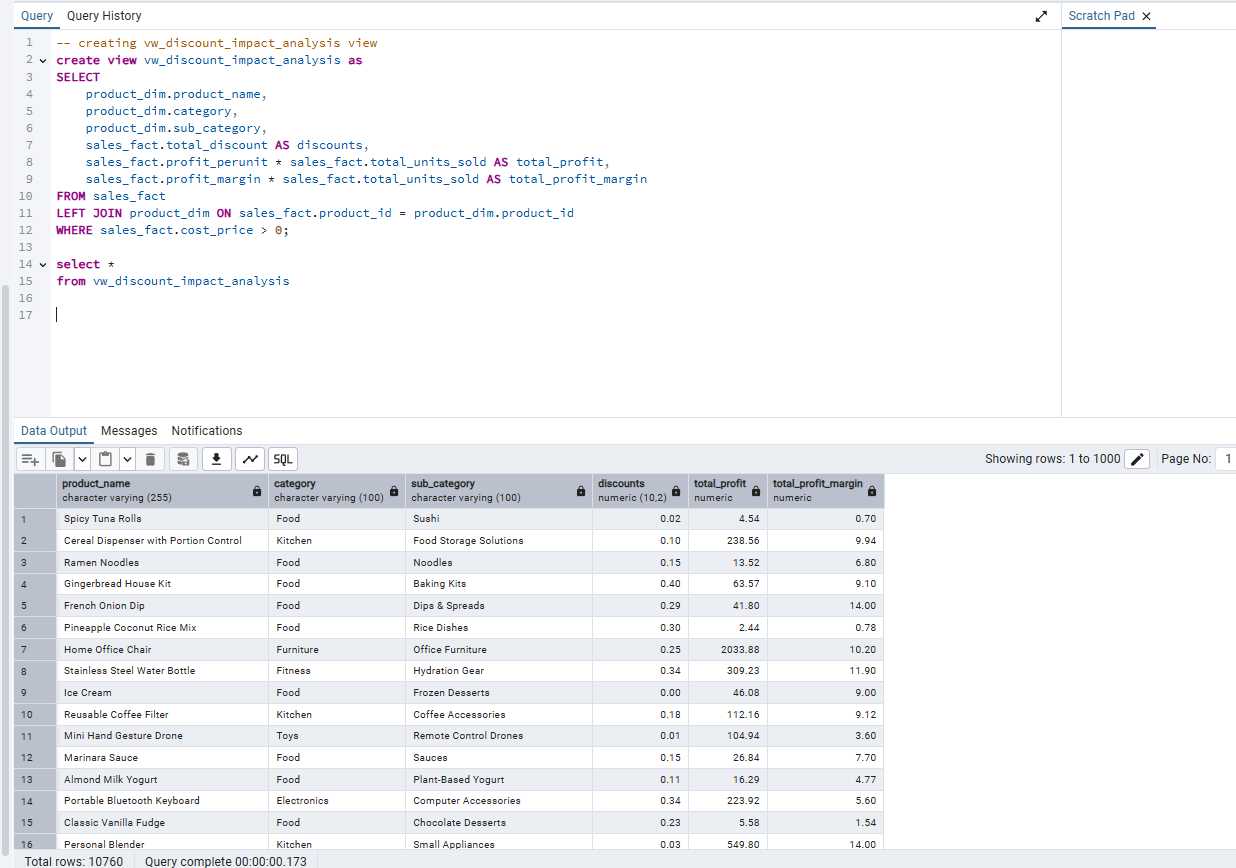 Query Query History Scratch Pad
1 -- creating vw_discount_impact_analysis view
2 create view vw_discount_impact_analysis as
3 SELECT
4 product_dim.product_name,
5 product_dim.category,
6 product_dim.sub_category,
7 sales_fact.total_discount AS discounts,
8 sales_fact.profit_perunit * sales_fact.total_units_sold AS total_profit,
9 sales_fact.profit_margin * sales_fact.total_units_sold AS total_profit_margin
10 FROM sales_fact
11 LEFT JOIN product_dim ON sales_fact.product_id = product_dim.product_id
12 WHERE sales_fact.cost_price > 0;
13
14 select *
15 from vw_discount_impact_analysis
16
17
Data Output Messages Notifications
SQL Showing rows: 1 to 1000 Page No: 1
product_name category sub_category discounts total_profit total_profit_margin
character varying (255) character varying (100) character varying (100) numeric (10,2) numeric numeric
1 Spicy Tuna Rolls Food Sushi 0.02 4.54 0.70
2 Cereal Dispenser with Portion Control Kitchen Food Storage Solutions 0.10 238.56 9.94
3 Ramen Noodles Food Noodles 0.15 13.52 6.80
4 Gingerbread House Kit Food Baking Kits 0.40 63.57 9.10
5 French Onion Dip Food Dips & Spreads 0.29 41.80 14.00
6 Pineapple Coconut Rice Mix Food Rice Dishes 0.30 2.44 0.78
7 Home Office Chair Furniture Office Furniture 0.25 2033.88 10.20
8 Stainless Steel Water Bottle Fitness Hydration Gear 0.34 309.23 11.90
9 Ice Cream Food Frozen Desserts 0.00 46.08 9.00
10 Reusable Coffee Filter Kitchen Coffee Accessories 0.18 112.16 9.12
11 Mini Hand Gesture Drone Toys Remote Control Drones 0.01 104.94 3.60
12 Marinara Sauce Food Sauces 0.15 26.84 7.70
13 Almond Milk Yogurt Food Plant-Based Yogurt 0.11 16.29 4.77
14 Portable Bluetooth Keyboard Electronics Computer Accessories 0.34 223.92 5.60
15 Classic Vanilla Fudge Food Chocolate Desserts 0.23 5.58 1.54
16 Personal Blender Kitchen Small Appliances 0.03 549.80 14.00
Total rows: 10760 Query complete 00:00:00.173